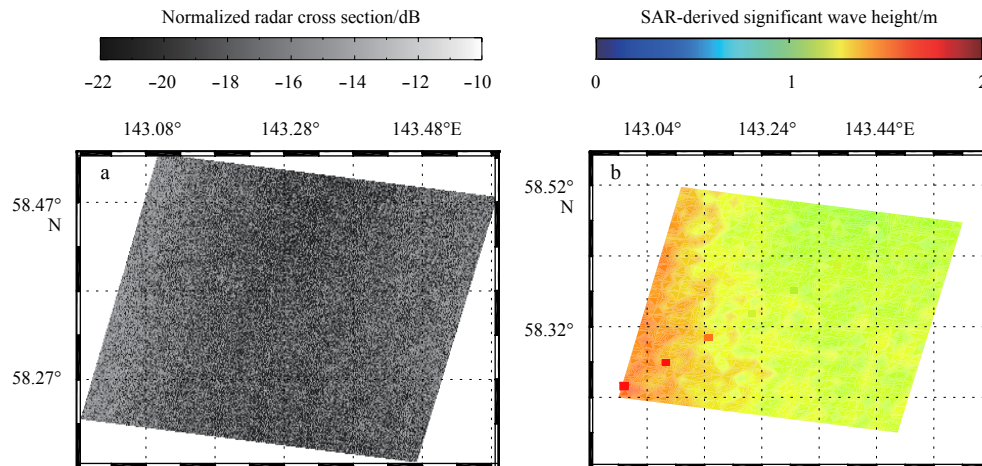 Normalized radar cross section/dB
SAR-derived significant wave height/m
−22 −20 −18 −16 −14 −12 −10
0 1 2
143.08° 143.28° 143.48°E
143.04° 143.24° 143.44°E
a
b
58.47°
N
58.27°
58.52°
N
58.32°